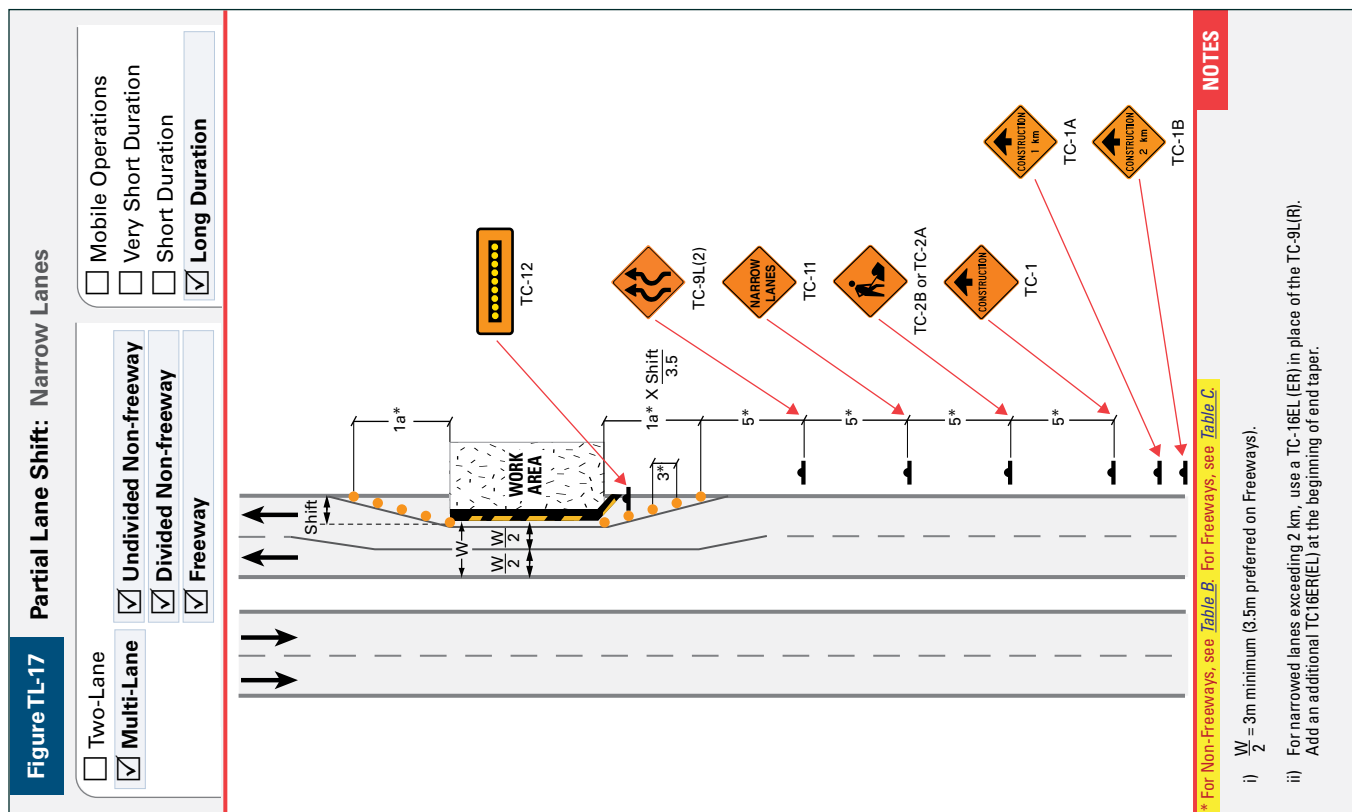 Figure TL-17
Partial Lane Shift: Narrow Lanes
Two-Lane
Multi-Lane
Undivided Non-freeway
Divided Non-freeway
Freeway
Mobile Operations
Very Short Duration
Short Duration
Long Duration
1a*
Shift
WORK
AREA
W
W
2
W
2
1a* X Shift
3.5
3*
5*
5*
5*
5*
TC-12
TC-9L(2)
NARROW
LANES
TC-11
TC-2B or TC-2A
CONSTRUCTION
TC-1
CONSTRUCTION
1 km
TC-1A
CONSTRUCTION
2 km
TC-1B
NOTES
* For Non-Freeways, see Table B. For Freeways, see Table C.
i) W/2 = 3m minimum (3.5m preferred on Freeways).
ii) For narrowed lanes exceeding 2 km, use a TC-16EL (ER) in place of the TC-9L(R).
Add an additional TC16ER(EL) at the beginning of end taper.